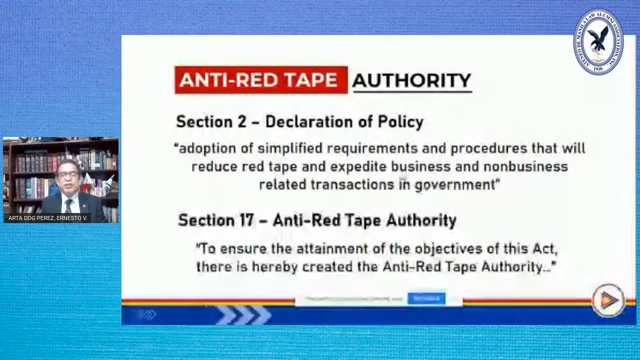 ANTI-RED TAPE AUTHORITY
Section 2 – Declaration of Policy
“adoption of simplified requirements and procedures that will
reduce red tape and expedite business and nonbusiness
related transactions in government”
Section 17 – Anti-Red Tape Authority
“To ensure the attainment of the objectives of this Act,
there is hereby created the Anti-Red Tape Authority…”
ARTA DDG PEREZ, ERNESTO V.